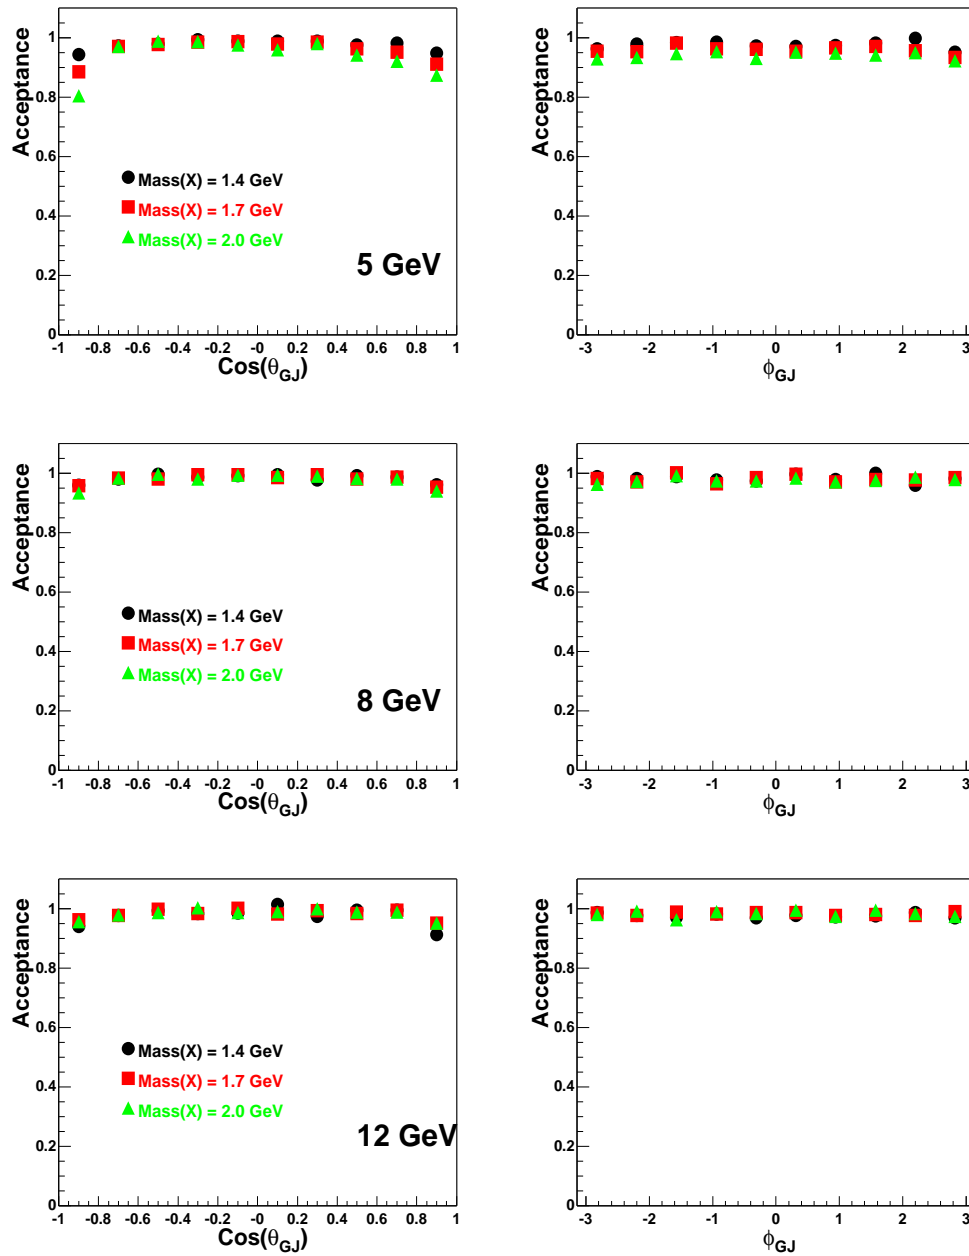 Acceptance
1
0.8
0.6
0.4
0.2
0
Mass(X) = 1.4 GeV
Mass(X) = 1.7 GeV
Mass(X) = 2.0 GeV
5 GeV
-1 -0.8 -0.6 -0.4 -0.2 -0 0.2 0.4 0.6 0.8 1
Cos(θGJ)
Acceptance
1
0.8
0.6
0.4
0.2
0
-3 -2 -1 0 1 2 3
ϕGJ
Acceptance
1
0.8
0.6
0.4
0.2
0
Mass(X) = 1.4 GeV
Mass(X) = 1.7 GeV
Mass(X) = 2.0 GeV
8 GeV
-1 -0.8 -0.6 -0.4 -0.2 -0 0.2 0.4 0.6 0.8 1
Cos(θGJ)
Acceptance
1
0.8
0.6
0.4
0.2
0
-3 -2 -1 0 1 2 3
ϕGJ
Acceptance
1
0.8
0.6
0.4
0.2
0
Mass(X) = 1.4 GeV
Mass(X) = 1.7 GeV
Mass(X) = 2.0 GeV
12 GeV
-1 -0.8 -0.6 -0.4 -0.2 -0 0.2 0.4 0.6 0.8 1
Cos(θGJ)
Acceptance
1
0.8
0.6
0.4
0.2
0
-3 -2 -1 0 1 2 3
ϕGJ